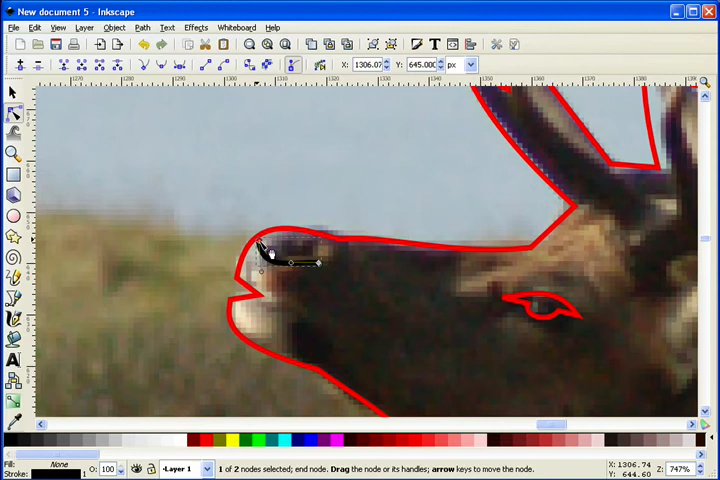 New document 5 - Inkscape
File Edit View Layer Object Path Text Effects Whiteboard Help
X: 1306.07 Y: 645.000 px
Fill: None
Stroke: 1 O: 100 Layer 1 1 of 2 nodes selected; end node. Drag the node or its handles; arrow keys to move the node. X: 1306.74 Y: 644.60 Z: 747%